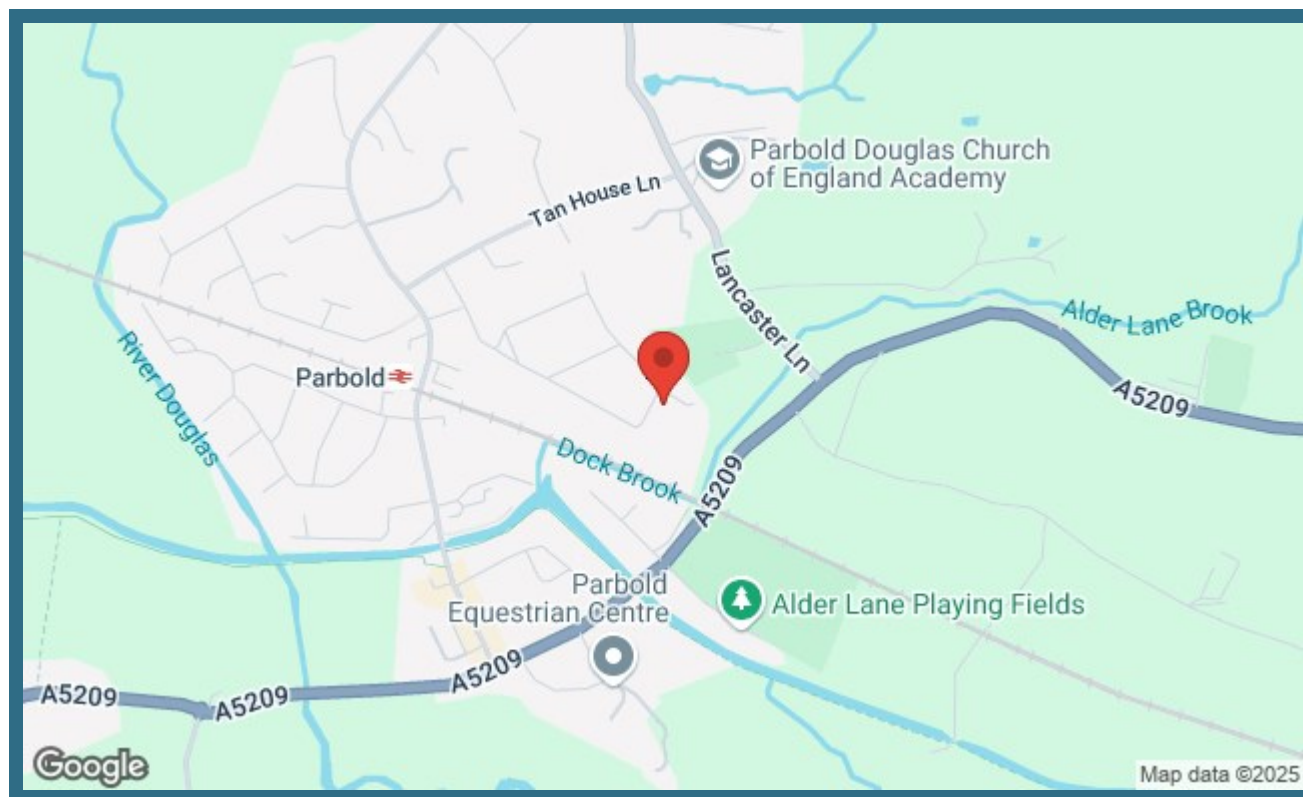 Parbold Douglas Church
of England Academy
Tan House Ln
Lancaster Ln
Alder Lane Brook
River Douglas
Parbold
A5209
Dock Brook
A5209
Parbold
Equestrian Centre
Alder Lane Playing Fields
A5209
A5209
A5209
Google
Map data ©2025